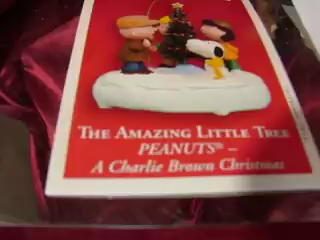 THE AMAZING LITTLE TREE
PEANUTS® –
A Charlie Brown Christmas